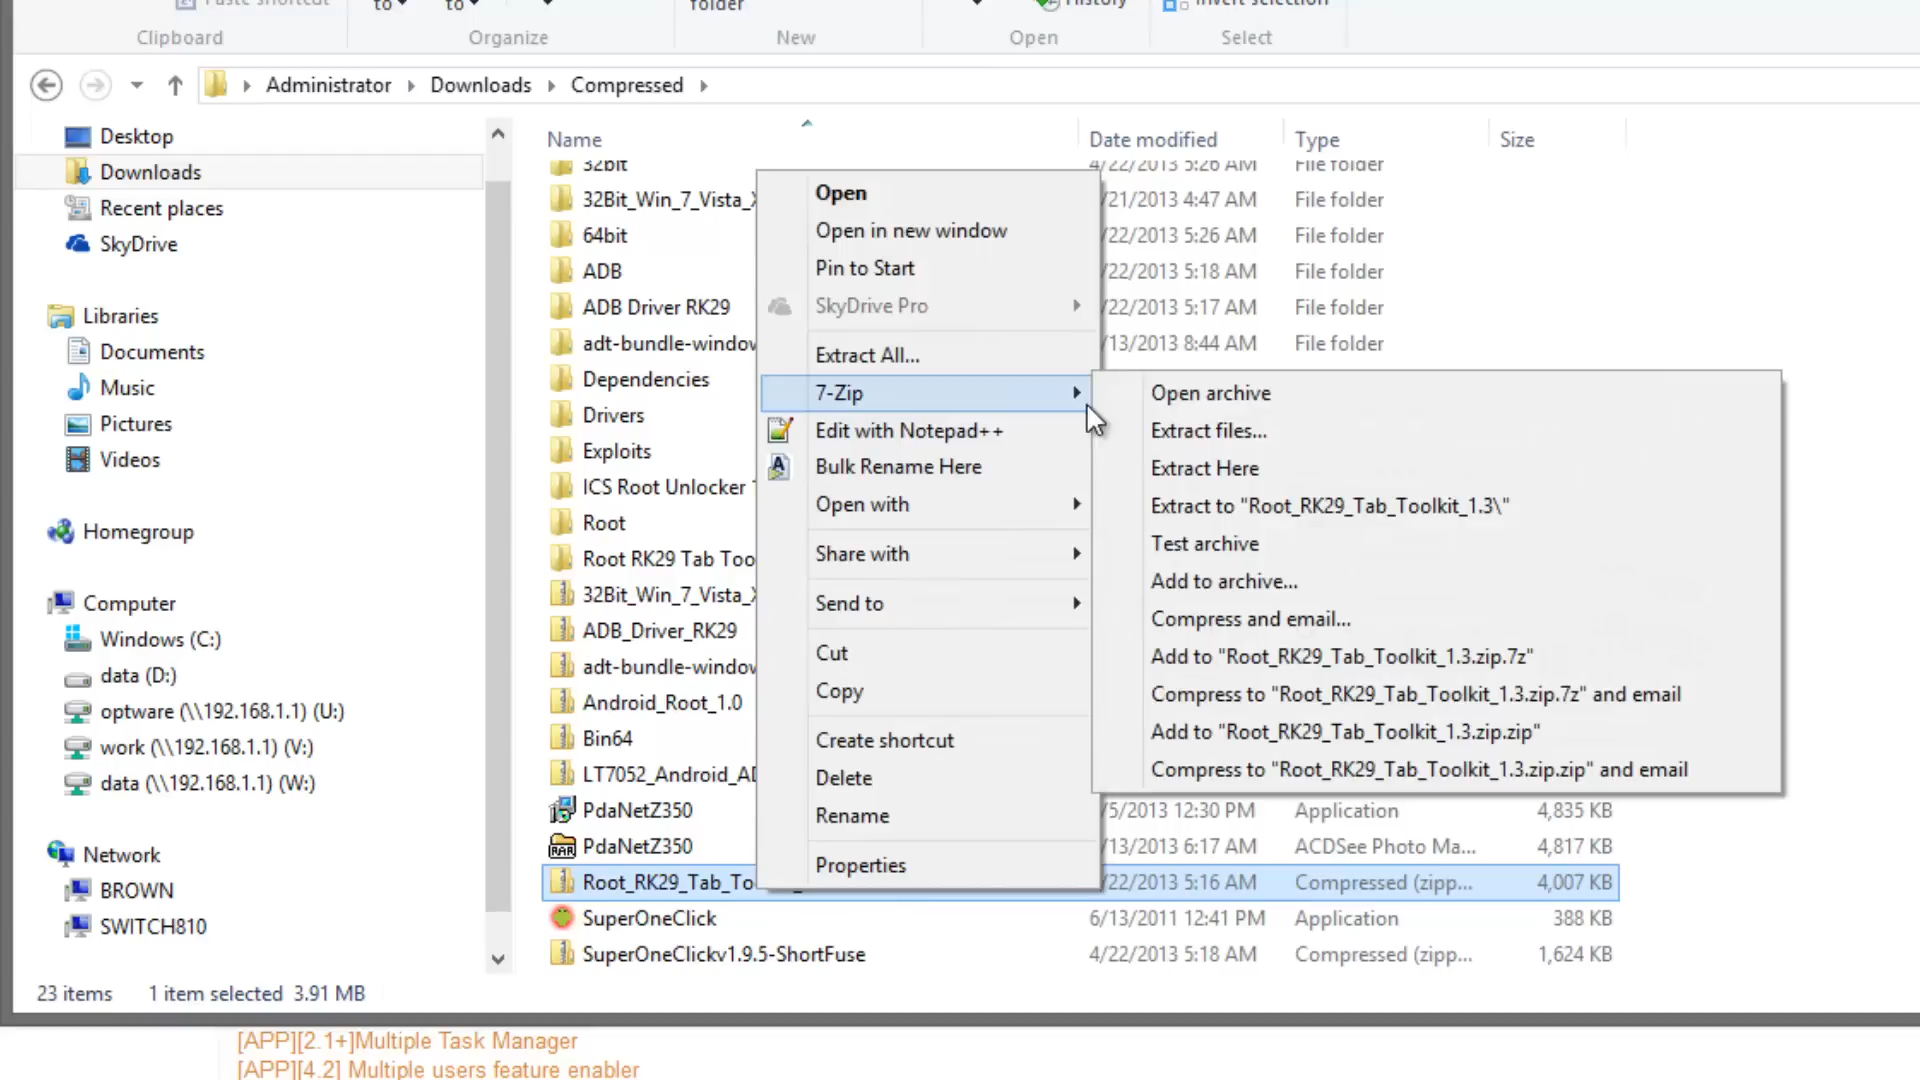 Paste shortcut
to
to
folder
History
Invert selection
Clipboard
Organize
New
Open
Select
Administrator
Downloads
Compressed
Desktop
Downloads
Recent places
SkyDrive
Libraries
Documents
Music
Pictures
Videos
Homegroup
Computer
Windows (C:)
data (D:)
optware (\\192.168.1.1) (U:)
work (\\192.168.1.1) (V:)
data (\\192.168.1.1) (W:)
Network
BROWN
SWITCH810
Name Date modified Type Size
32bit 4/22/2013 5:26 AM File folder
32Bit_Win_7_Vista_X /21/2013 4:47 AM File folder
64bit /22/2013 5:26 AM File folder
ADB /22/2013 5:18 AM File folder
ADB Driver RK29 /22/2013 5:17 AM File folder
adt-bundle-window /13/2013 8:44 AM File folder
Dependencies
Drivers
Exploits
ICS Root Unlocker
Root
Root RK29 Tab Too
32Bit_Win_7_Vista_X
ADB_Driver_RK29
adt-bundle-window
Android_Root_1.0
Bin64
LT7052_Android_AD
PdaNetZ350 /5/2013 12:30 PM Application 4,835 KB
PdaNetZ350 /13/2013 6:17 AM ACDSee Photo Ma... 4,817 KB
Root_RK29_Tab_To /22/2013 5:16 AM Compressed (zipp... 4,007 KB
SuperOneClick 6/13/2011 12:41 PM Application 388 KB
SuperOneClickv1.9.5-ShortFuse 4/22/2013 5:18 AM Compressed (zipp... 1,624 KB
Open
Open in new window
Pin to Start
SkyDrive Pro
Extract All...
7-Zip
Edit with Notepad++
Bulk Rename Here
Open with
Share with
Send to
Cut
Copy
Create shortcut
Delete
Rename
Properties
Open archive
Extract files...
Extract Here
Extract to "Root_RK29_Tab_Toolkit_1.3\"
Test archive
Add to archive...
Compress and email...
Add to "Root_RK29_Tab_Toolkit_1.3.zip.7z"
Compress to "Root_RK29_Tab_Toolkit_1.3.zip.7z" and email
Add to "Root_RK29_Tab_Toolkit_1.3.zip.zip"
Compress to "Root_RK29_Tab_Toolkit_1.3.zip.zip" and email
23 items 1 item selected 3.91 MB
[APP][2.1+]Multiple Task Manager
[APP][4.2] Multiple users feature enabler